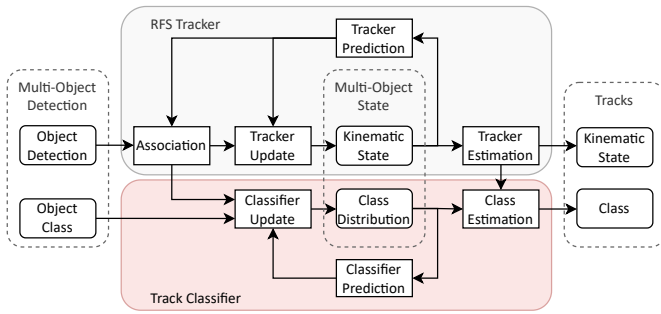 RFS Tracker
Tracker
Prediction
Multi-Object
Detection
Multi-Object
State
Tracks
Object
Detection
Association
Tracker
Update
Kinematic
State
Tracker
Estimation
Kinematic
State
Object
Class
Classifier
Update
Class
Distribution
Class
Estimation
Class
Classifier
Prediction
Track Classifier